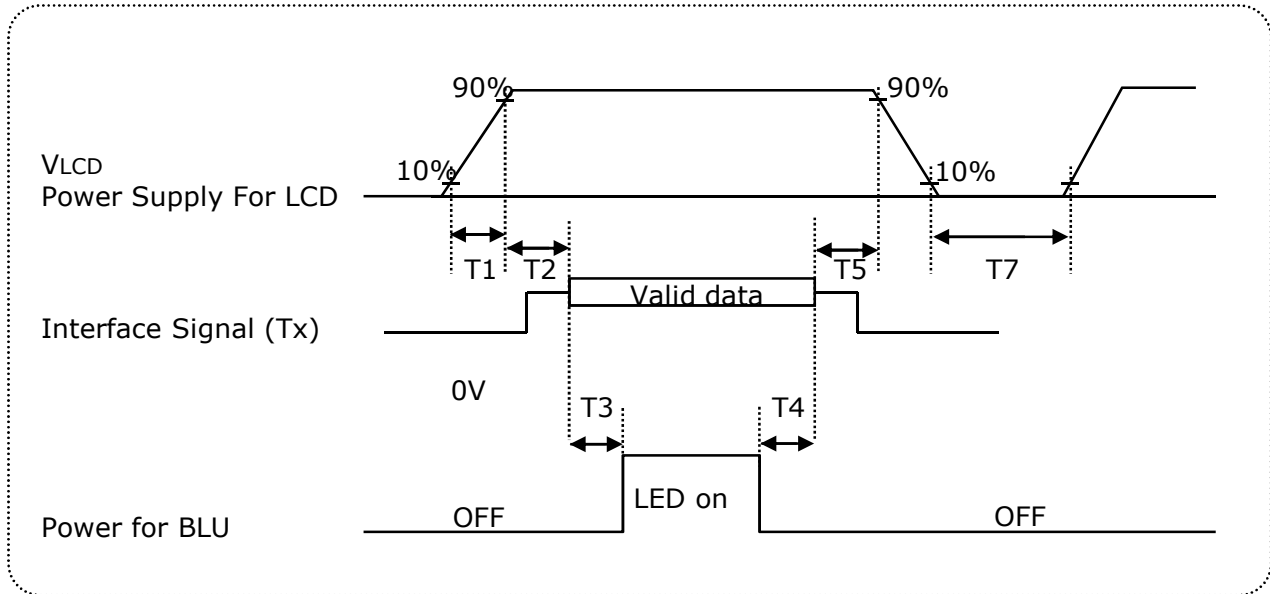 90%
90%
VLCD
10%
10%
Power Supply For LCD
T1
T2
T5
T7
Valid data
Interface Signal (Tx)
0V
T3
T4
LED on
OFF
OFF
Power for BLU